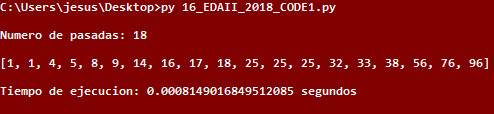 C:\Users\jesus\Desktop>py 16_EDAII_2018_CODE1.py
Numero de pasadas: 18
[1, 1, 4, 5, 8, 9, 14, 16, 17, 18, 25, 25, 25, 32, 33, 38, 56, 76, 96]
Tiempo de ejecucion: 0.0008149016849512085 segundos